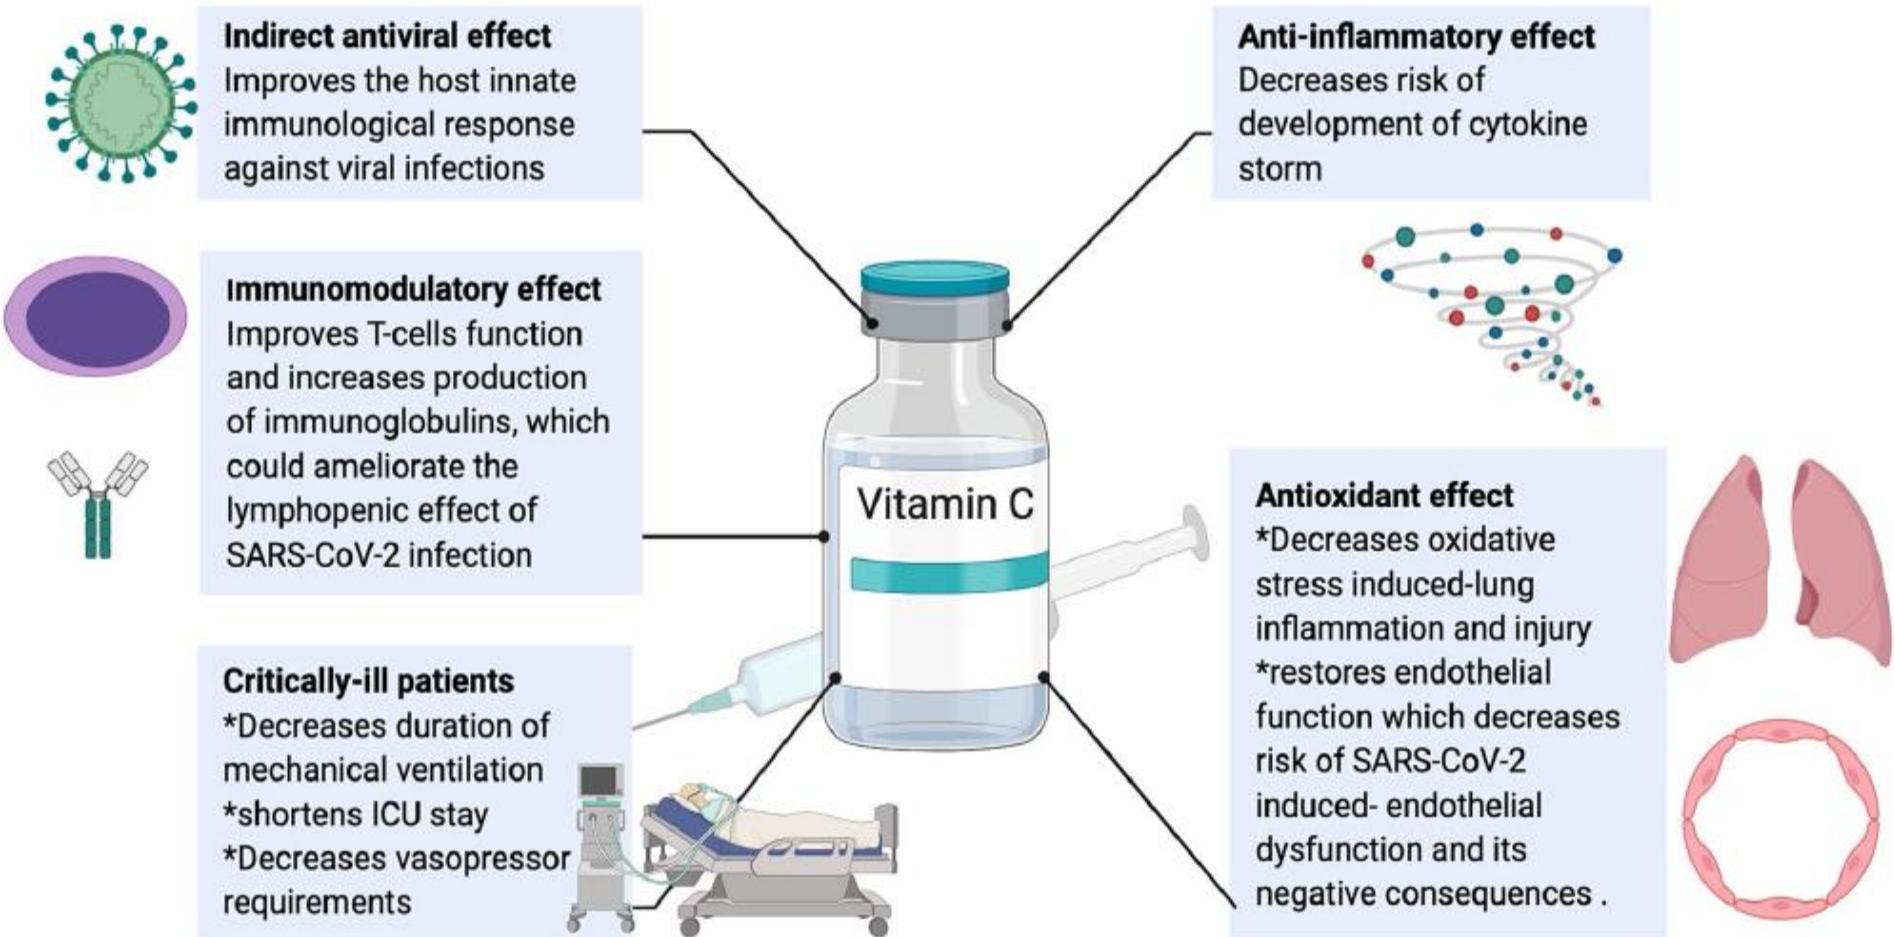 Indirect antiviral effect
Improves the host innate
immunological response
against viral infections
Immunomodulatory effect
Improves T-cells function
and increases production
of immunoglobulins, which
could ameliorate the
lymphopenic effect of
SARS-CoV-2 infection
Critically-ill patients
*Decreases duration of
mechanical ventilation
*shortens ICU stay
*Decreases vasopressor
requirements
Vitamin C
Anti-inflammatory effect
Decreases risk of
development of cytokine
storm
Antioxidant effect
*Decreases oxidative
stress induced-lung
inflammation and injury
*restores endothelial
function which decreases
risk of SARS-CoV-2
induced- endothelial
dysfunction and its
negative consequences .